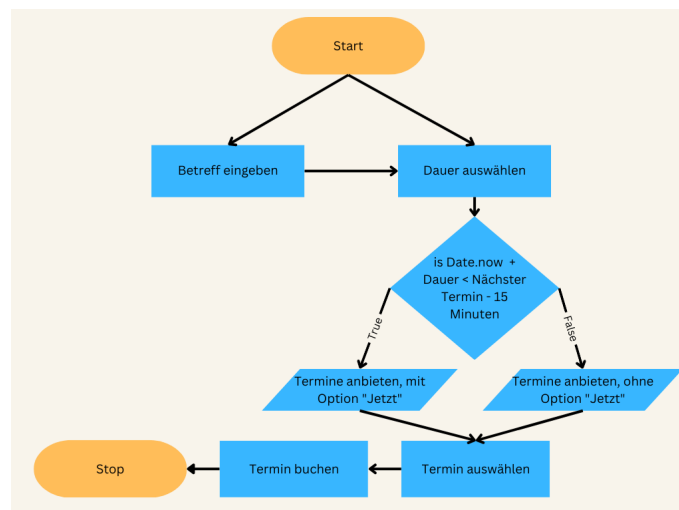 Start
Betreff eingeben
Dauer auswählen
is Date.now +
Dauer < Nächster
Termin - 15
Minuten
True
False
Termine anbieten, mit
Option "Jetzt"
Termine anbieten, ohne
Option "Jetzt"
Stop
Termin buchen
Termin auswählen